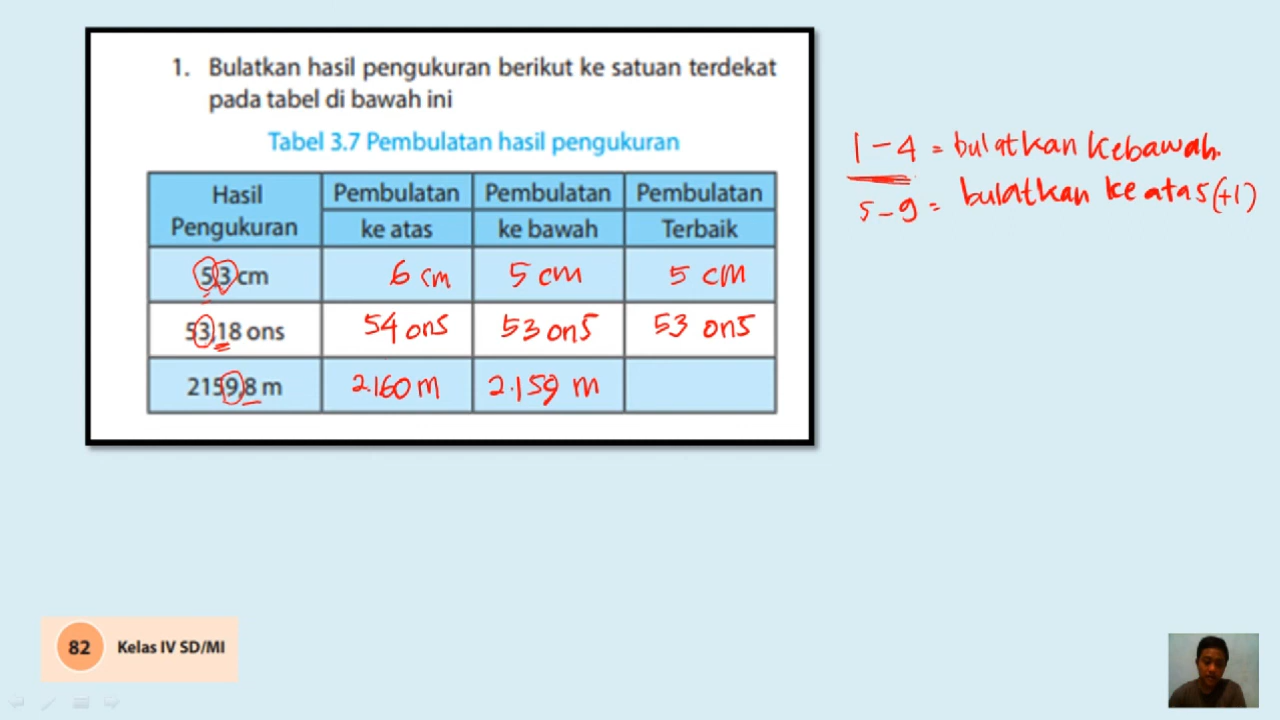 1. Bulatkan hasil pengukuran berikut ke satuan terdekat
pada tabel di bawah ini
Tabel 3.7 Pembulatan hasil pengukuran
Hasil Pengukuran
Pembulatan ke atas
Pembulatan ke bawah
Pembulatan Terbaik
5,3 cm 6 cm 5 cm 5 cm
53,18 ons 54 ons 53 ons 53 ons
2159,8 m 2.160 m 2.159 m
1 - 4 = bulatkan kebawah.
5 - 9 = bulatkan ke atas (+1)
82 Kelas IV SD/MI